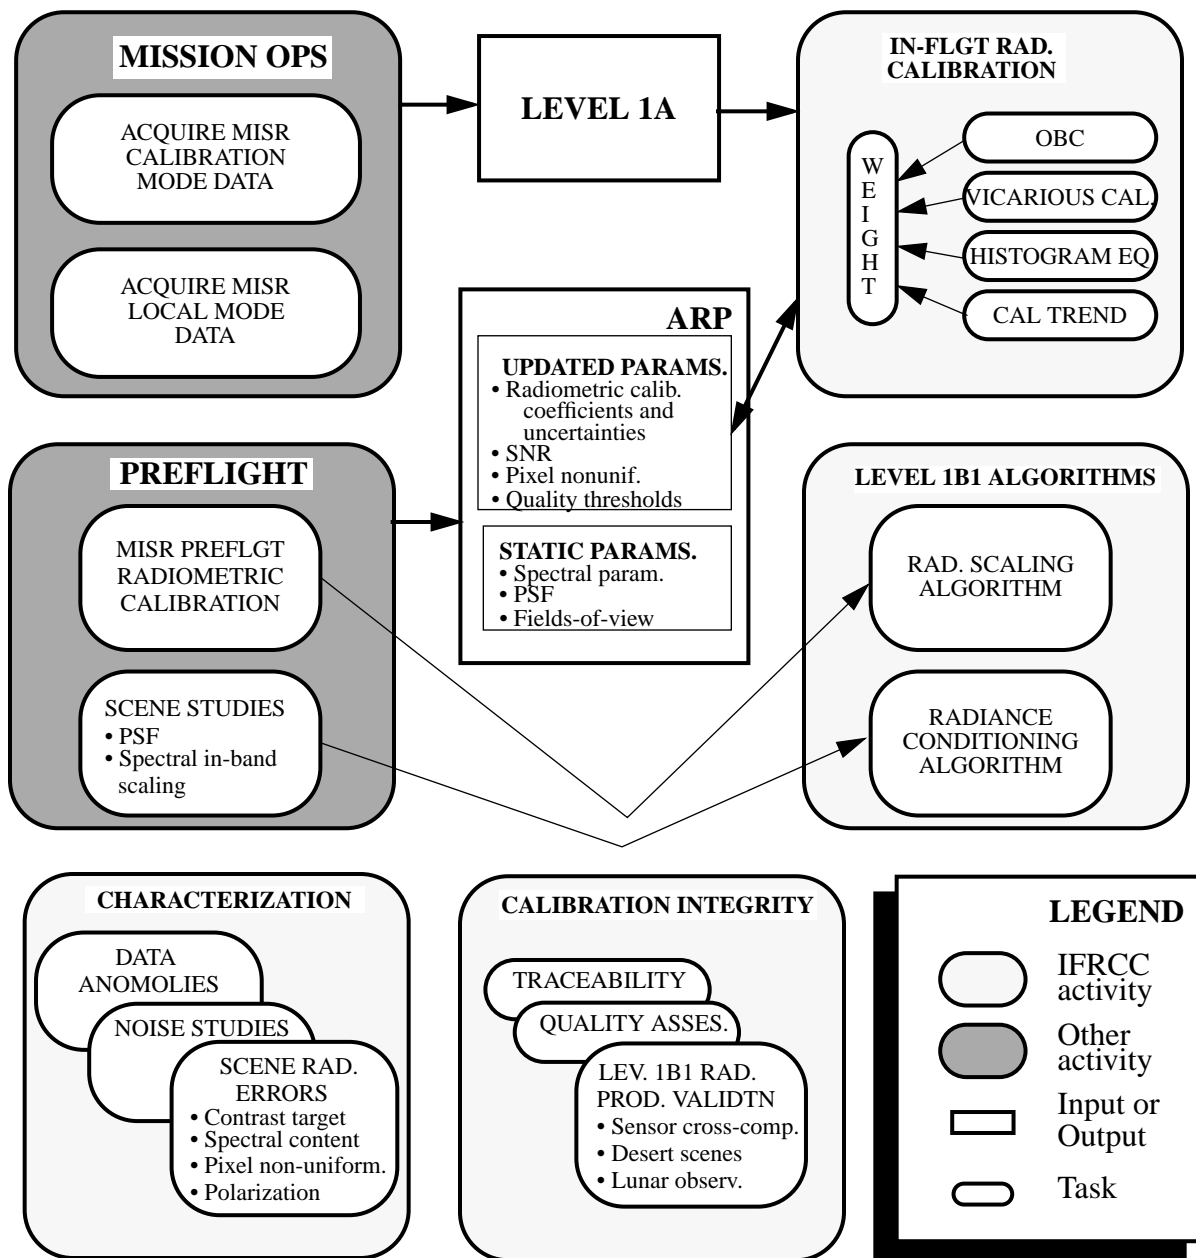 MISSION OPS
ACQUIRE MISR
CALIBRATION
MODE DATA
ACQUIRE MISR
LOCAL MODE
DATA
LEVEL 1A
IN-FLGT RAD.
CALIBRATION
WEIGHT
OBC
VICARIOUS CAL.
HISTOGRAM EQ
CAL TREND
ARP
UPDATED PARAMS.
• Radiometric calib.
coefficients and
uncertainties
• SNR
• Pixel nonunif.
• Quality thresholds
STATIC PARAMS.
• Spectral param.
• PSF
• Fields-of-view
PREFLIGHT
MISR PREFLGT
RADIOMETRIC
CALIBRATION
SCENE STUDIES
• PSF
• Spectral in-band
scaling
LEVEL 1B1 ALGORITHMS
RAD. SCALING
ALGORITHM
RADIANCE
CONDITIONING
ALGORITHM
CHARACTERIZATION
DATA
ANOMOLIES
NOISE STUDIES
SCENE RAD.
ERRORS
• Contrast target
• Spectral content
• Pixel non-uniform.
• Polarization
CALIBRATION INTEGRITY
TRACEABILITY
QUALITY ASSES.
LEV. 1B1 RAD.
PROD. VALIDTN
• Sensor cross-comp.
• Desert scenes
• Lunar observ.
LEGEND
IFRCC
activity
Other
activity
Input or
Output
Task